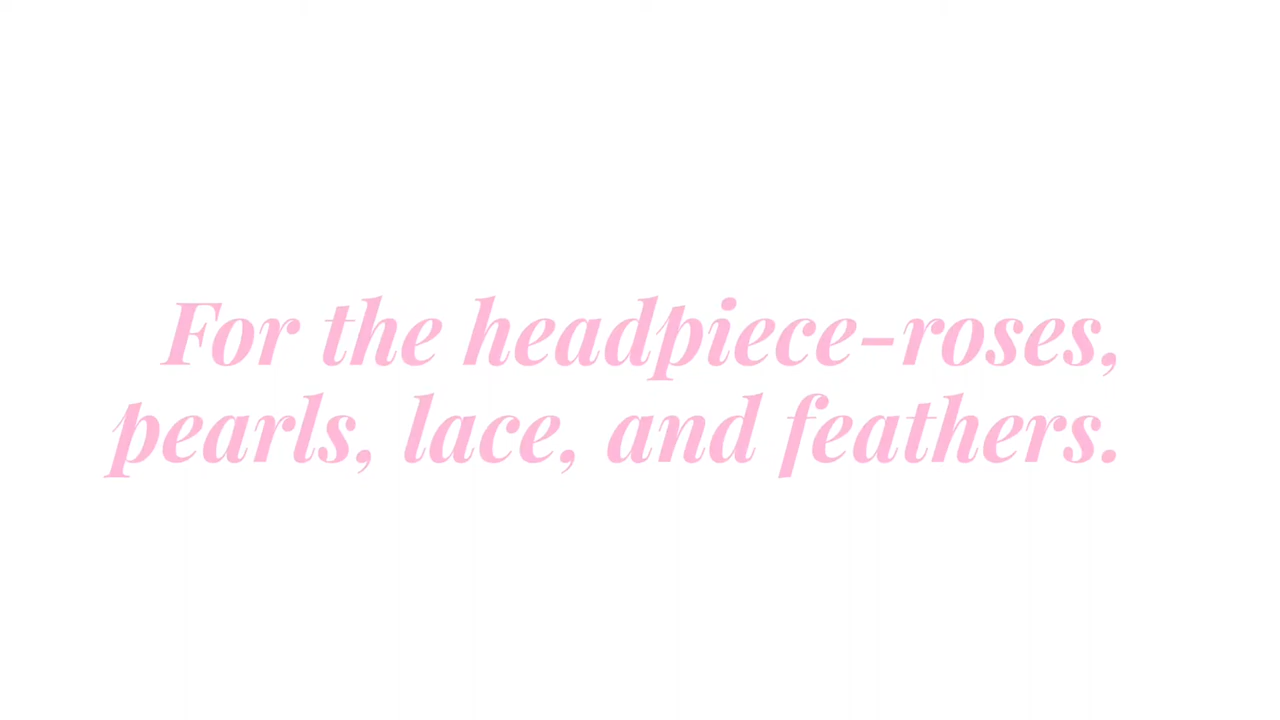 For the headpiece-roses,
pearls, lace, and feathers.